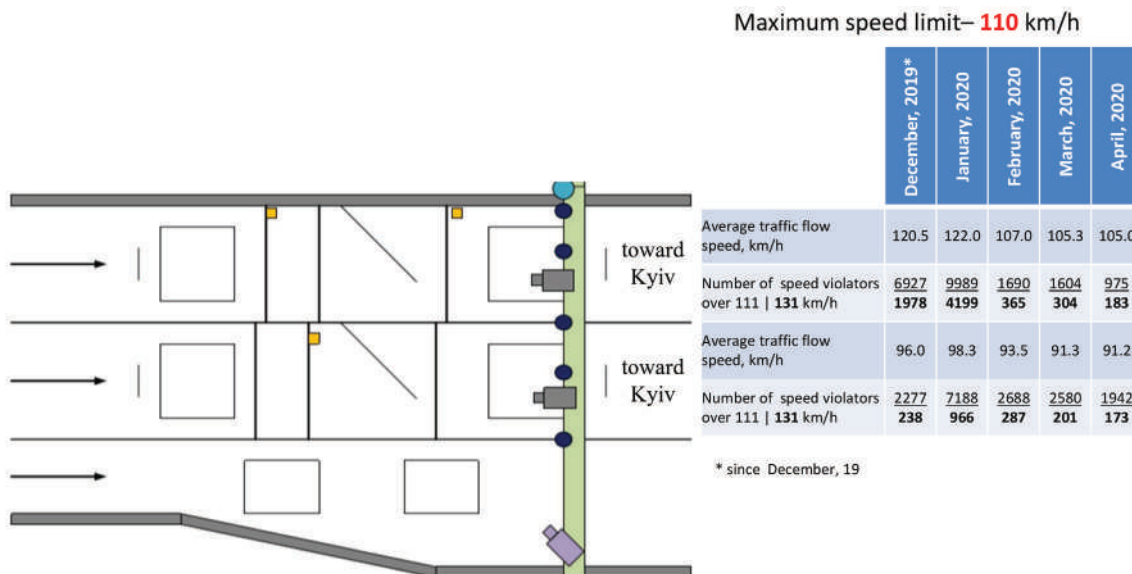 Maximum speed limit– 110 km/h
December, 2019*
January, 2020
February, 2020
March, 2020
April, 2020
toward
Kyiv
Average traffic flow
speed, km/h
120.5 122.0 107.0 105.3 105.0
Number of speed violators
over 111 | 131 km/h
6927 9989 1690 1604 975
1978 4199 365 304 183
toward
Kyiv
Average traffic flow
speed, km/h
96.0 98.3 93.5 91.3 91.2
Number of speed violators
over 111 | 131 km/h
2277 7188 2688 2580 1942
238 966 287 201 173
* since December, 19